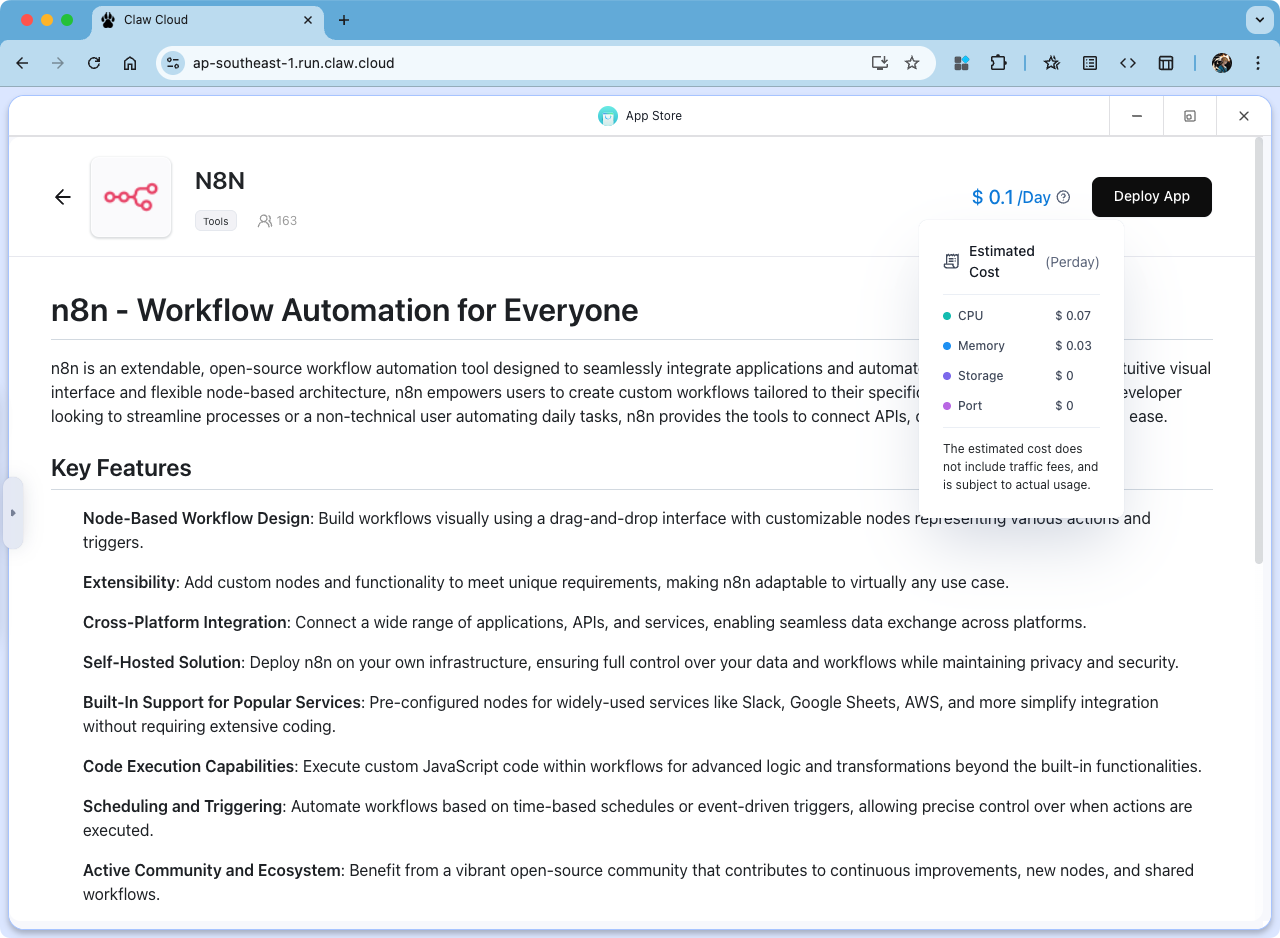 Claw Cloud
ap-southeast-1.run.claw.cloud
App Store
N8N
Tools
163
$ 0.1 /Day
Deploy App
Estimated Cost (Perday)
CPU $ 0.07
Memory $ 0.03
Storage $ 0
Port $ 0
The estimated cost does
not include traffic fees, and
is subject to actual usage.
n8n - Workflow Automation for Everyone
n8n is an extendable, open-source workflow automation tool designed to seamlessly integrate applications and visual
interface and flexible node-based architecture, n8n empowers users to create custom workflows tailored to their
looking to streamline processes or a non-technical user automating daily tasks, n8n provides the tools to connect APIs, ease.
Key Features
Node-Based Workflow Design: Build workflows visually using a drag-and-drop interface with customizable nodes representing various actions and
triggers.
Extensibility: Add custom nodes and functionality to meet unique requirements, making n8n adaptable to virtually any use case.
Cross-Platform Integration: Connect a wide range of applications, APIs, and services, enabling seamless data exchange across platforms.
Self-Hosted Solution: Deploy n8n on your own infrastructure, ensuring full control over your data and workflows while maintaining privacy and security.
Built-In Support for Popular Services: Pre-configured nodes for widely-used services like Slack, Google Sheets, AWS, and more simplify integration
without requiring extensive coding.
Code Execution Capabilities: Execute custom JavaScript code within workflows for advanced logic and transformations beyond the built-in functionalities.
Scheduling and Triggering: Automate workflows based on time-based schedules or event-driven triggers, allowing precise control over when actions are
executed.
Active Community and Ecosystem: Benefit from a vibrant open-source community that contributes to continuous improvements, new nodes, and shared
workflows.